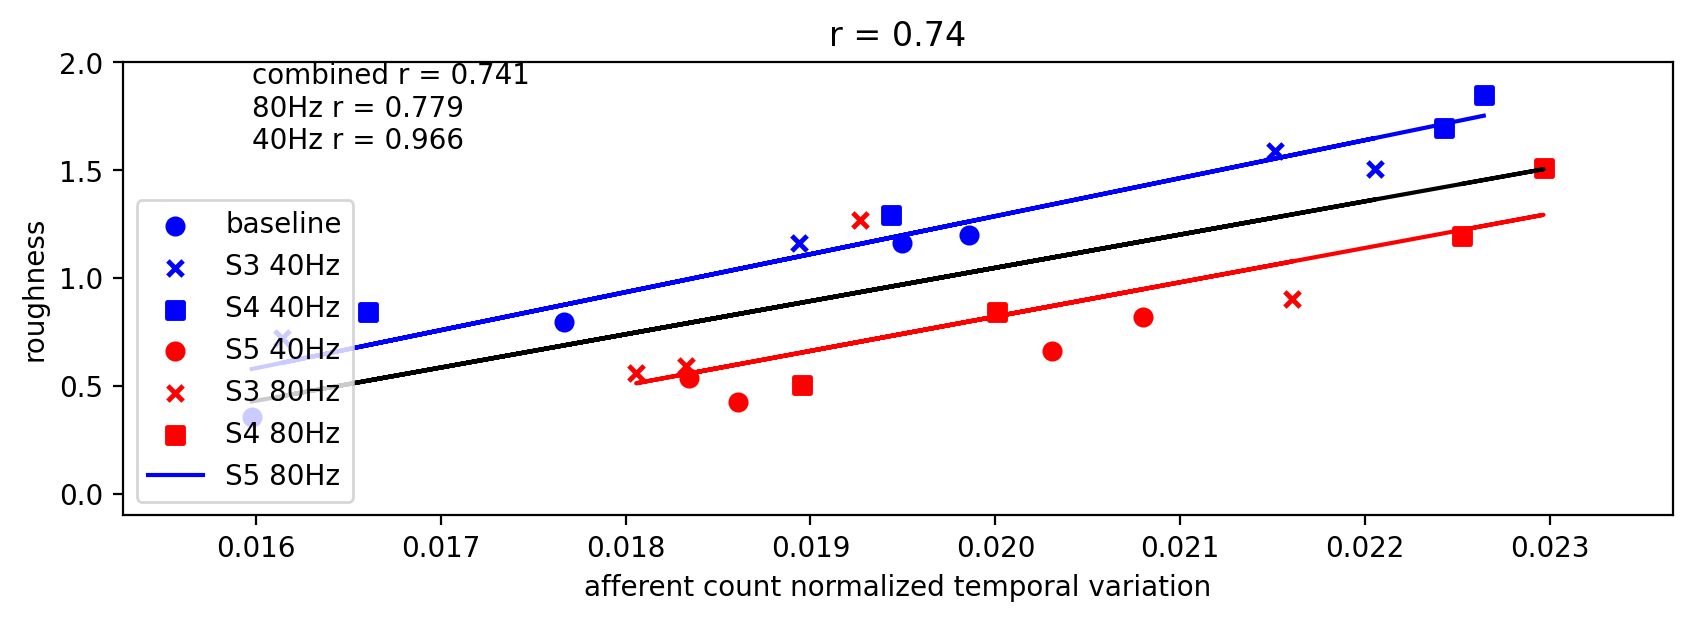 r = 0.74
combined r = 0.741
80Hz r = 0.779
40Hz r = 0.966
2.0
1.5
1.0
0.5
0.0
roughness
baseline
S3 40Hz
S4 40Hz
S5 40Hz
S3 80Hz
S4 80Hz
S5 80Hz
0.016 0.017 0.018 0.019 0.020 0.021 0.022 0.023
afferent count normalized temporal variation